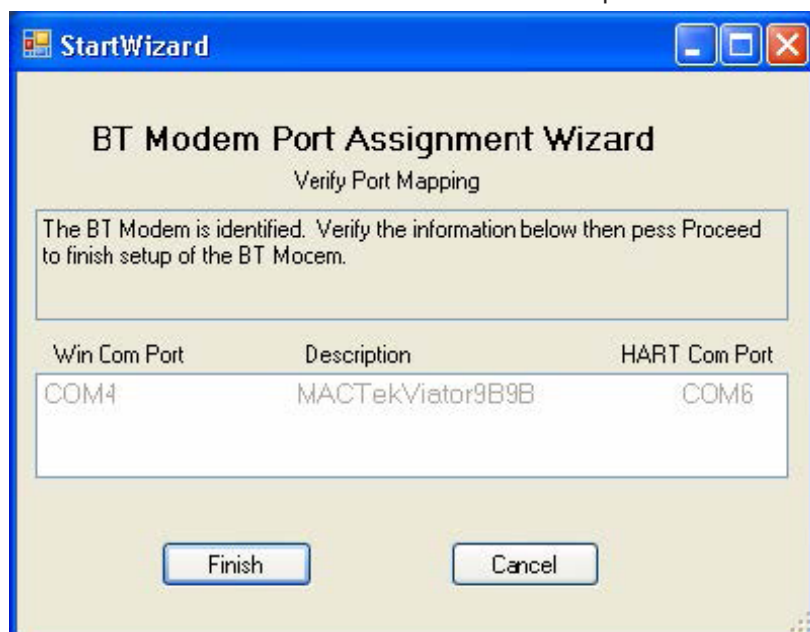 StartWizard
BT Modem Port Assignment Wizard
Verify Port Mapping
The BT Modem is identified. Verify the information below then pess Proceed
to finish setup of the BT Mocem.
Win Com Port Description HART Com Port
COM4 MACTekViator9B9B COM6
Finish Cancel